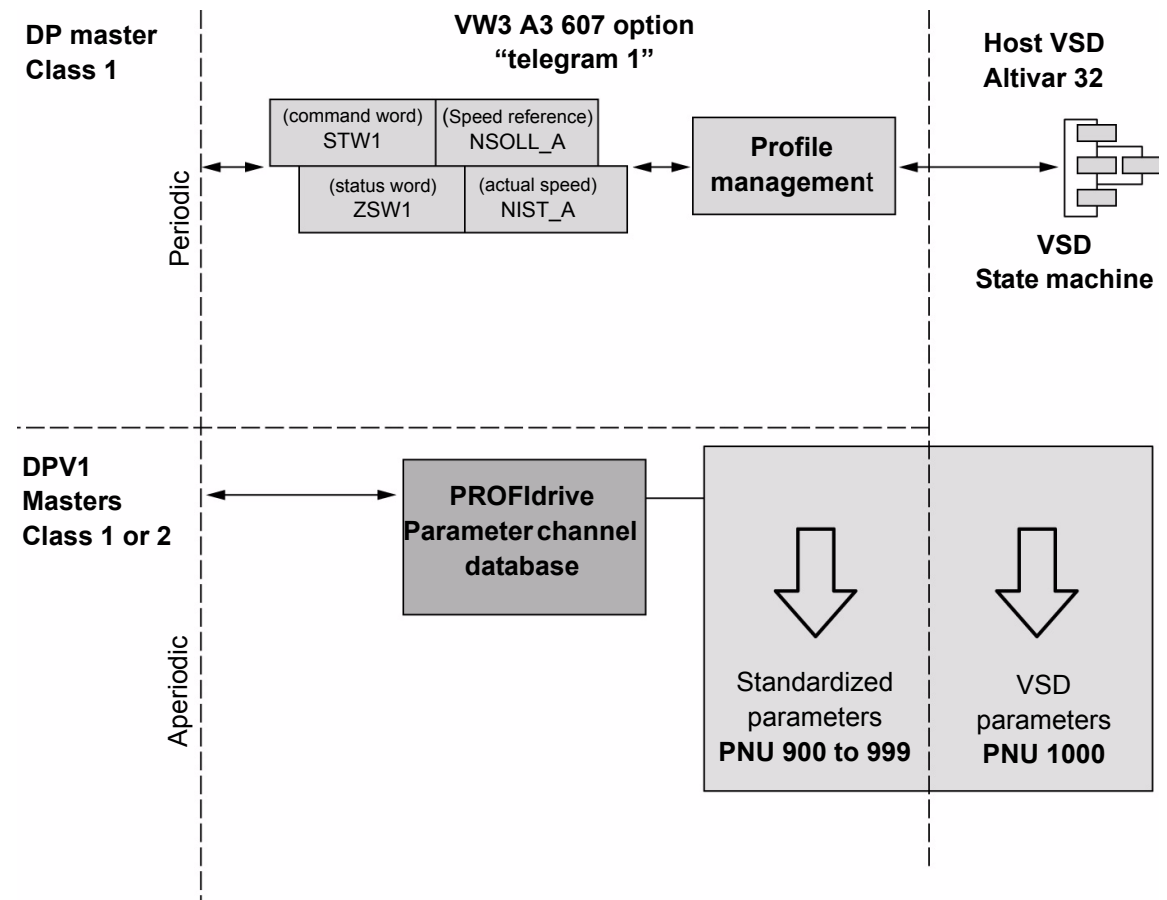 DP master
Class 1
VW3 A3 607 option
“telegram 1”
Host VSD
Altivar 32
(command word)
STW1
(Speed reference)
NSOLL_A
(status word)
ZSW1
(actual speed)
NIST_A
Profile
management
VSD
State machine
Periodic
DPV1
Masters
Class 1 or 2
PROFIdrive
Parameter channel
database
Standardized
parameters
PNU 900 to 999
VSD
parameters
PNU 1000
Aperiodic